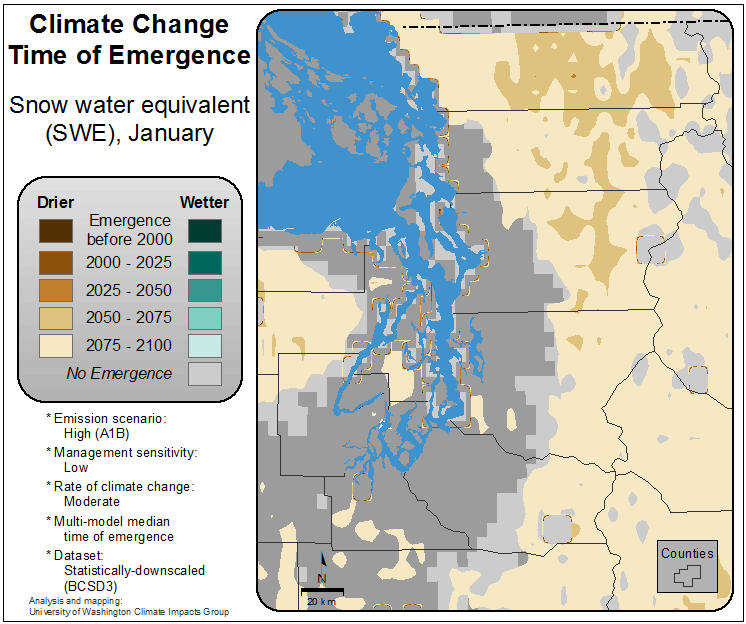 Climate Change
Time of Emergence
Snow water equivalent
(SWE), January
Drier Wetter
Emergence
before 2000
2000 - 2025
2025 - 2050
2050 - 2075
2075 - 2100
No Emergence
* Emission scenario:
High (A1B)
* Management sensitivity:
Low
* Rate of climate change:
Moderate
* Multi-model median
time of emergence
* Dataset:
Statistically-downscaled
(BCSD3)
Analysis and mapping:
University of Washington Climate Impacts Group
N
20 km
Counties